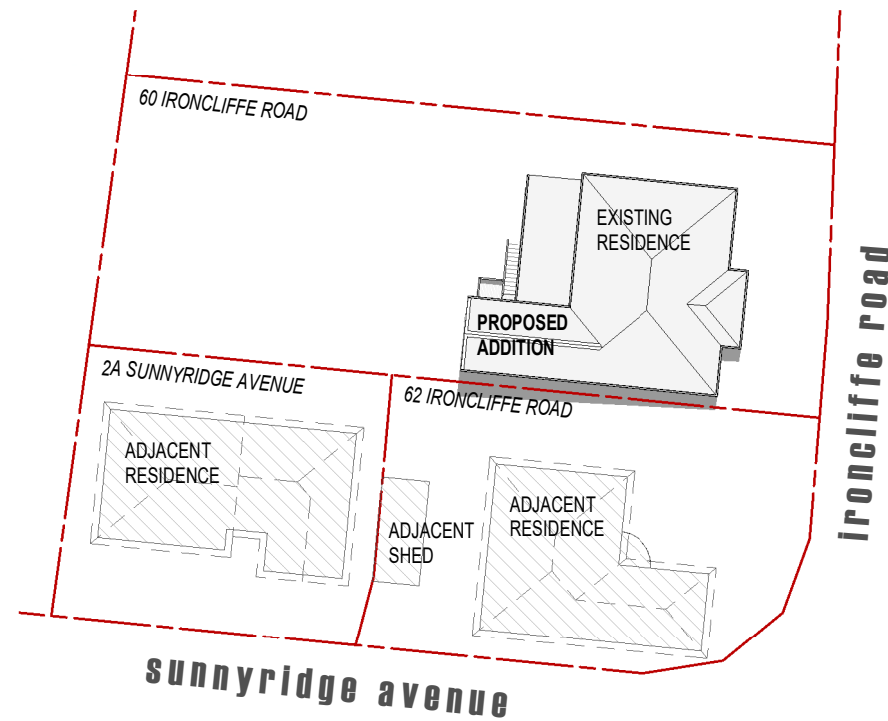 60 IRONCLIFFE ROAD
EXISTING
RESIDENCE
ironcliffe road
PROPOSED
ADDITION
2A SUNNYRIDGE AVENUE
62 IRONCLIFFE ROAD
ADJACENT
RESIDENCE
ADJACENT
SHED
ADJACENT
RESIDENCE
sunnyridge avenue